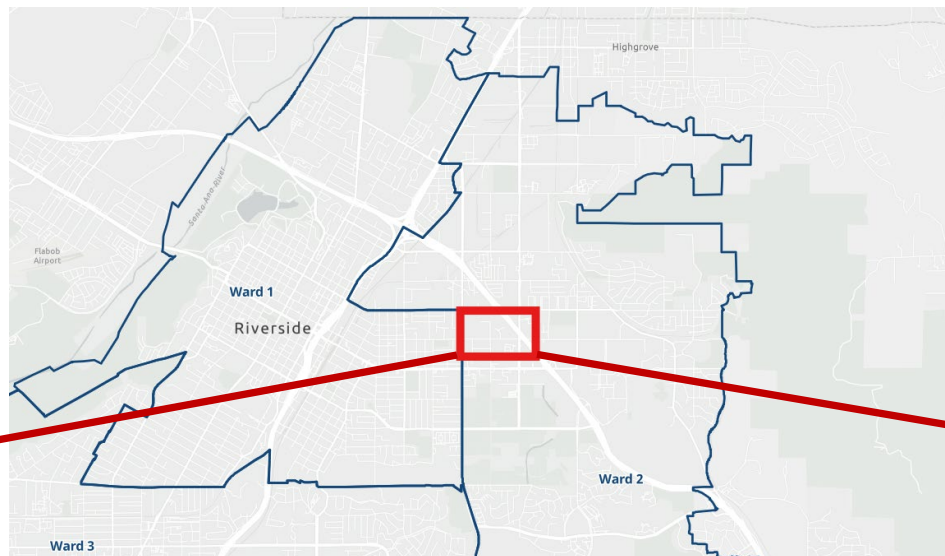 Highgrove
Santa Ana River
Flabob
Airport
Ward 1
Riverside
Ward 2
Ward 3